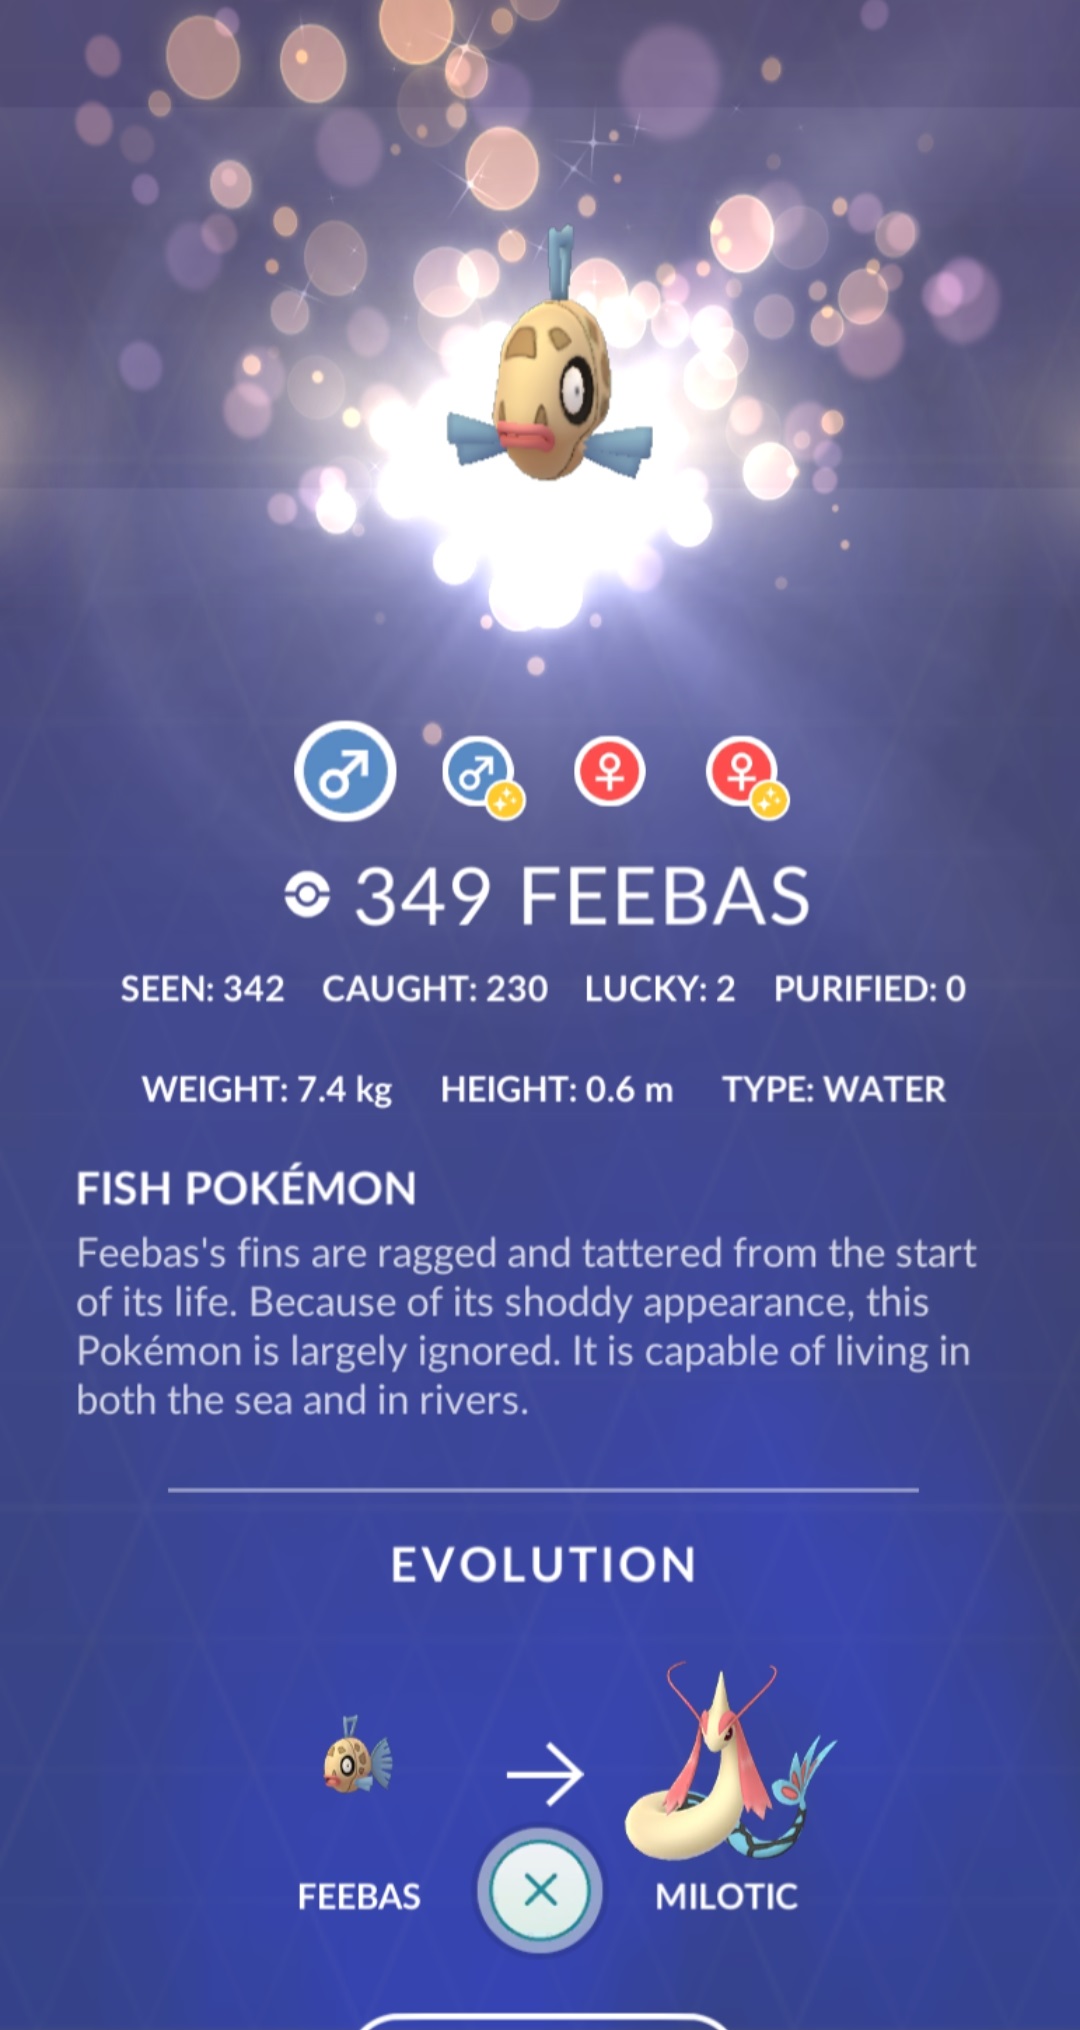 349 FEEBAS
SEEN: 342 CAUGHT: 230 LUCKY: 2 PURIFIED: 0
WEIGHT: 7.4 kg HEIGHT: 0.6 m TYPE: WATER
FISH POKÉMON
Feebas's fins are ragged and tattered from the start
of its life. Because of its shoddy appearance, this
Pokémon is largely ignored. It is capable of living in
both the sea and in rivers.
EVOLUTION
FEEBAS MILOTIC